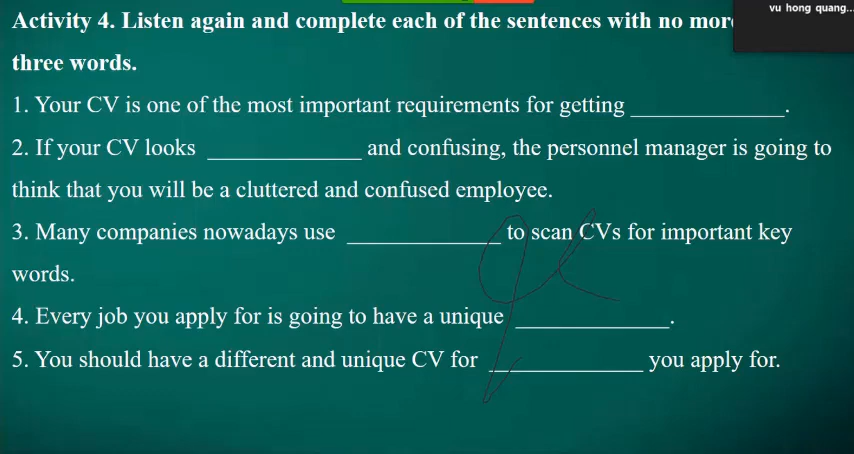 vu hong quang...
Activity 4. Listen again and complete each of the sentences with no more
three words.
1. Your CV is one of the most important requirements for getting _____________.
2. If your CV looks _____________ and confusing, the personnel manager is going to
think that you will be a cluttered and confused employee.
3. Many companies nowadays use _____________ to scan CVs for important key
words.
4. Every job you apply for is going to have a unique _____________.
5. You should have a different and unique CV for _____________ you apply for.